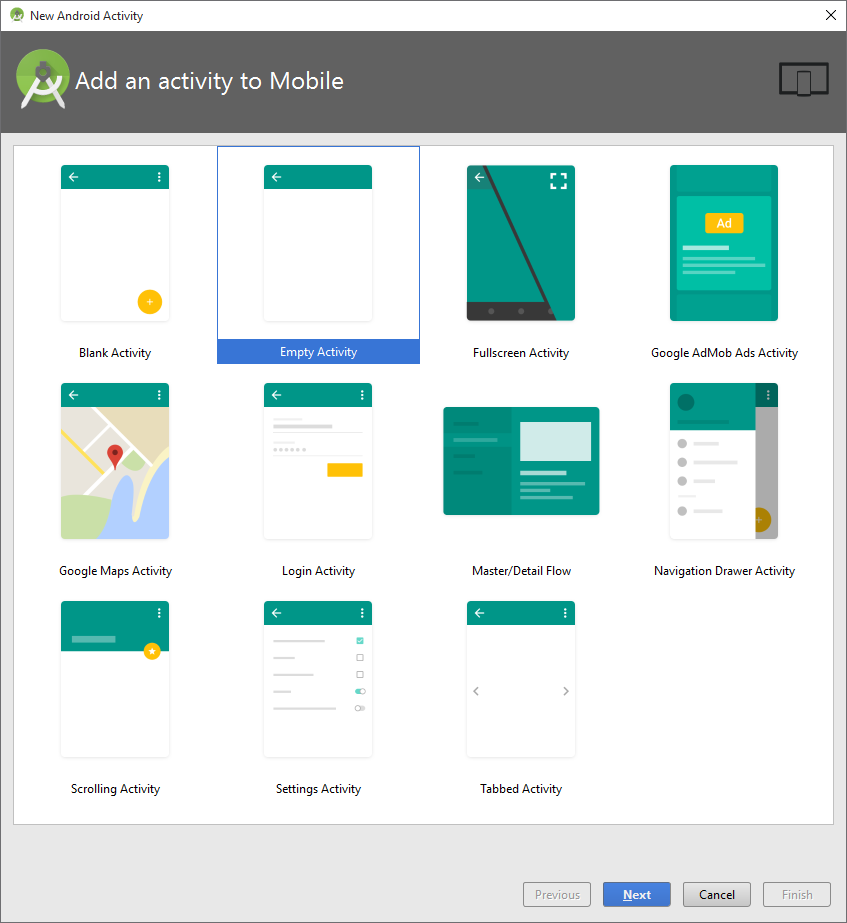 New Android Activity
Add an activity to Mobile
Ad
Blank Activity
Empty Activity
Fullscreen Activity
Google AdMob Ads Activity
Google Maps Activity
Login Activity
Master/Detail Flow
Navigation Drawer Activity
Scrolling Activity
Settings Activity
Tabbed Activity
Previous
Next
Cancel
Finish